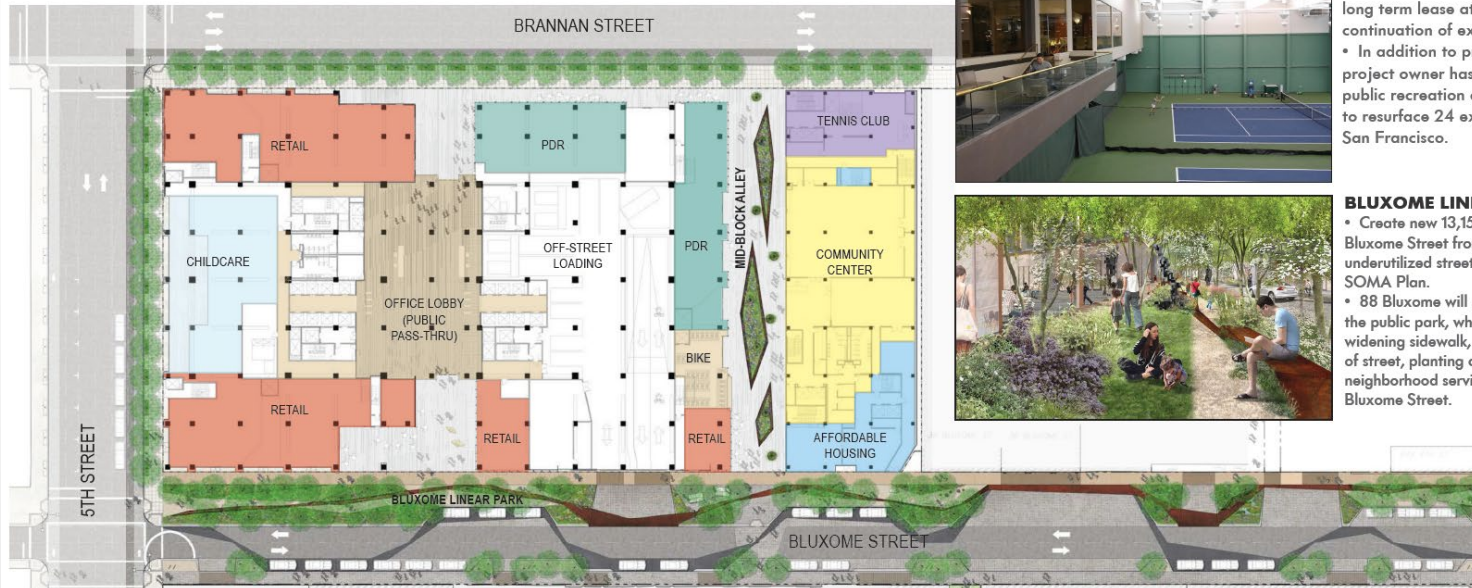 BRANNAN STREET
5TH STREET
RETAIL
PDR
TENNIS CLUB
CHILDCARE
OFFICE LOBBY
(PUBLIC
PASS-THRU)
OFF-STREET
LOADING
PDR
MID-BLOCK ALLEY
COMMUNITY
CENTER
BIKE
RETAIL
RETAIL
RETAIL
AFFORDABLE
HOUSING
BLUXOME LINEAR PARK
BLUXOME STREET
long term lease at
continuation of ex
• In addition to p
project owner has
public recreation
to resurface 24 ex
San Francisco.
BLUXOME LINE
• Create new 13,15
Bluxome Street fro
underutilized street
SOMA Plan.
• 88 Bluxome will
the public park, wh
widening sidewalk,
of street, planting
neighborhood servi
Bluxome Street.